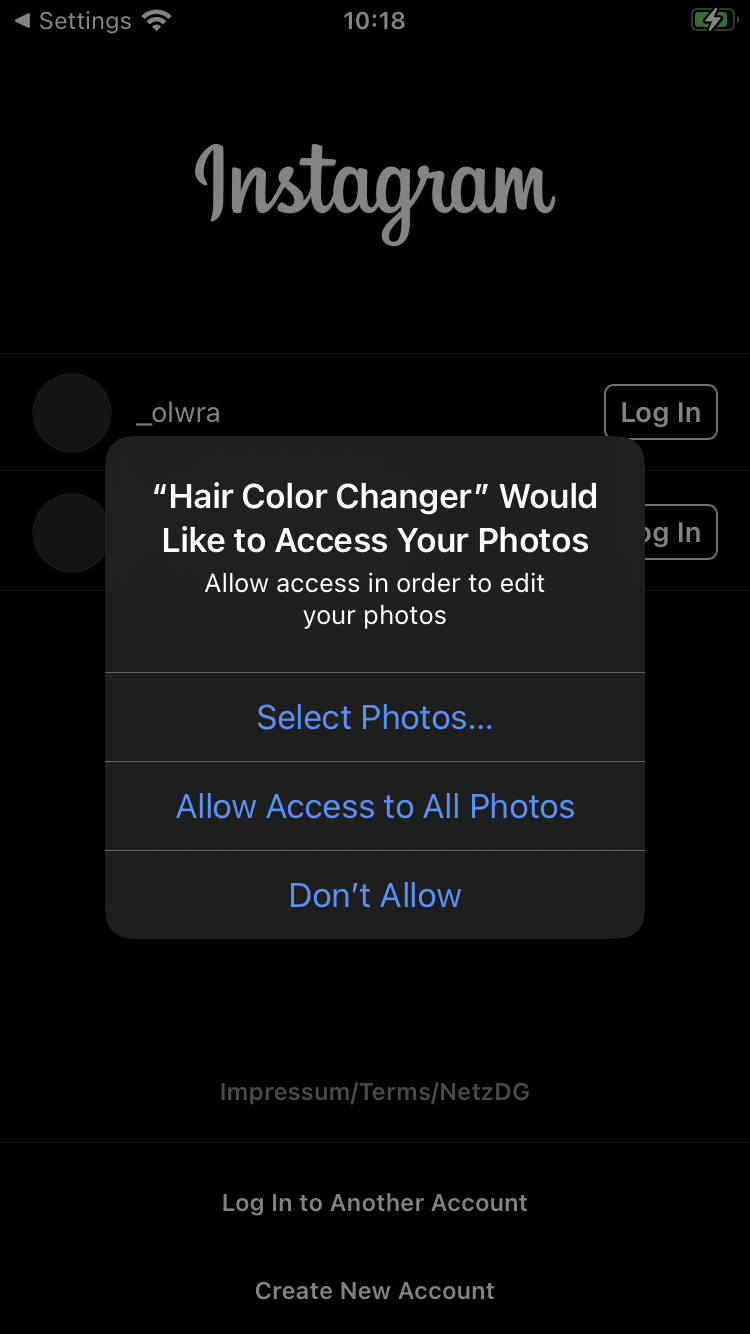 ◀ Settings 10:18
Instagram
_olwra
Log In
og In
“Hair Color Changer” Would
Like to Access Your Photos
Allow access in order to edit
your photos
Select Photos...
Allow Access to All Photos
Don’t Allow
Impressum/Terms/NetzDG
Log In to Another Account
Create New Account